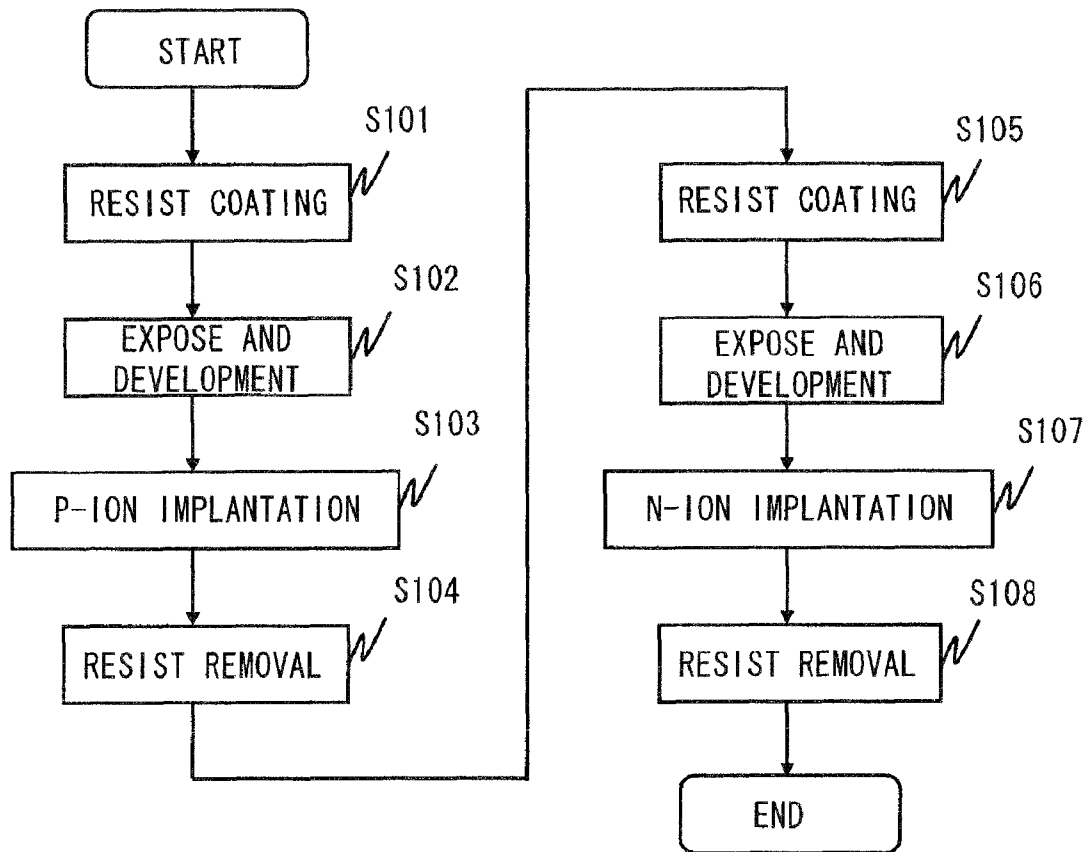 START
S101
RESIST COATING
S102
EXPOSE AND
DEVELOPMENT
S103
P-ION IMPLANTATION
S104
RESIST REMOVAL
S105
RESIST COATING
S106
EXPOSE AND
DEVELOPMENT
S107
N-ION IMPLANTATION
S108
RESIST REMOVAL
END